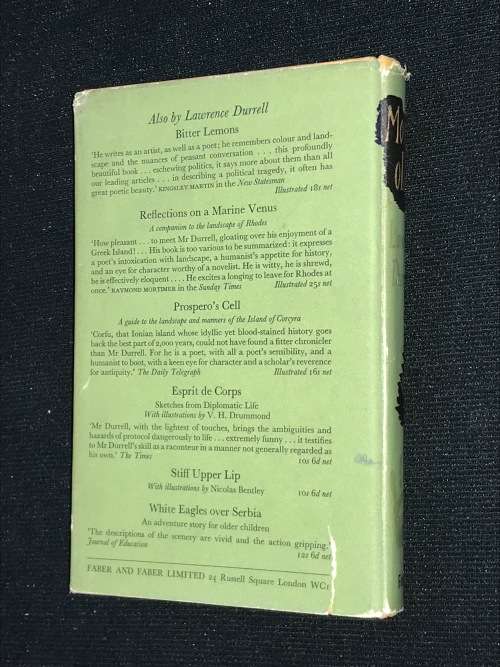 Also by Lawrence Durrell
Bitter Lemons
'He writes as an artist, as well as a poet; he remembers colour and land-
scape and the nuances of peasant conversation . . . this profoundly
beautiful book . . . eschewing politics, it says more about them than all
our leading articles . . . in describing a political tragedy, it often has
great poetic beauty.' KINGSLEY MARTIN in the New Statesman
Illustrated 18s net
Reflections on a Marine Venus
A companion to the landscape of Rhodes
'How pleasant . . . to meet Mr Durrell, gloating over his enjoyment of a
Greek Island! . . . His book is too various to be summarized: it expresses
a poet's intoxication with landscape, a humanist's appetite for history,
and an eye for character worthy of a novelist. He is witty, he is shrewd,
he is effectively eloquent . . . . He excites a longing to leave for Rhodes at
once.' RAYMOND MORTIMER in the Sunday Times Illustrated 25s net
Prospero's Cell
A guide to the landscape and manners of the Island of Corcyra
'Corfu, that Ionian island whose idyllic yet blood-stained history goes
back the best part of 2,000 years, could not have found a fitter chronicler
than Mr Durrell. For he is a poet, with all a poet's sensibility, and a
humanist to boot, with a keen eye for character and a scholar's reverence
for antiquity.' The Daily Telegraph Illustrated 16s net
Esprit de Corps
Sketches from Diplomatic Life
With illustrations by V. H. Drummond
'Mr Durrell, with the lightest of touches, brings the ambiguities and
hazards of protocol dangerously to life . . . extremely funny . . . it testifies
to Mr Durrell's skill as a raconteur in a manner not generally regarded as
his own.' The Times 10s 6d net
Stiff Upper Lip
With illustrations by Nicolas Bentley 10s 6d net
White Eagles over Serbia
An adventure story for older children
'The descriptions of the scenery are vivid and the action gripping.'
Journal of Education 12s 6d net
FABER AND FABER LIMITED 24 Russell Square London WC1